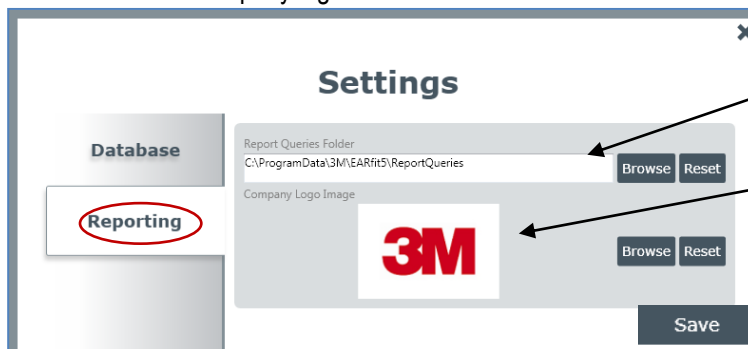 Settings
Database
Report Queries Folder
C:\ProgramData\3M\EARfit5\ReportQueries
Browse Reset
Reporting
Company Logo Image
3M
Browse Reset
Save